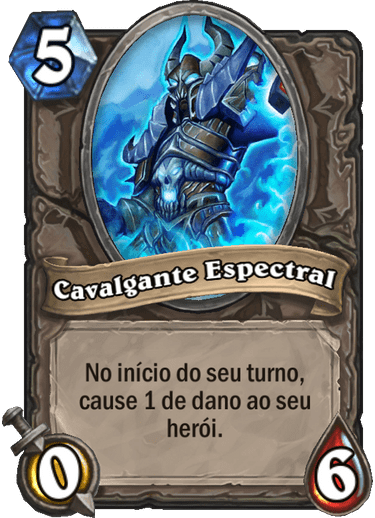 5
Cavalgante Espectral
No início do seu turno,
cause 1 de dano ao seu
herói.
0
6